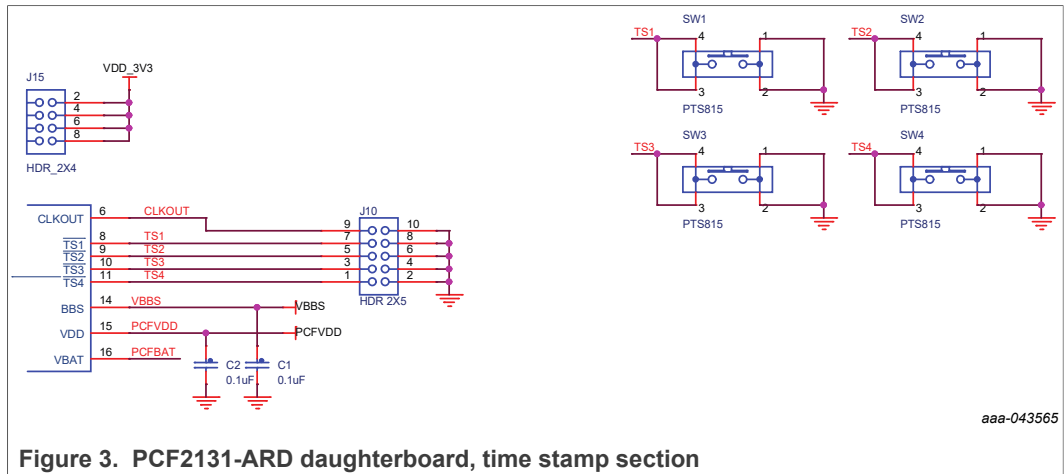 J15
VDD_3V3
2
4
6
8
HDR_2X4
CLKOUT
6
CLKOUT
TS1
8
TS1
TS2
9
TS2
TS3
10
TS3
TS4
11
TS4
BBS
14
VBBS
VBBS
VDD
15
PCFVDD
PCFVDD
VBAT
16
PCFBAT
J10
9
10
7
8
5
6
3
4
1
2
HDR 2X5
C2
0.1uF
C1
0.1uF
SW1
TS1
4
1
3
2
PTS815
SW2
TS2
4
1
3
2
PTS815
SW3
TS3
4
1
3
2
PTS815
SW4
TS4
4
1
3
2
PTS815
aaa-043565
Figure 3. PCF2131-ARD daughterboard, time stamp section